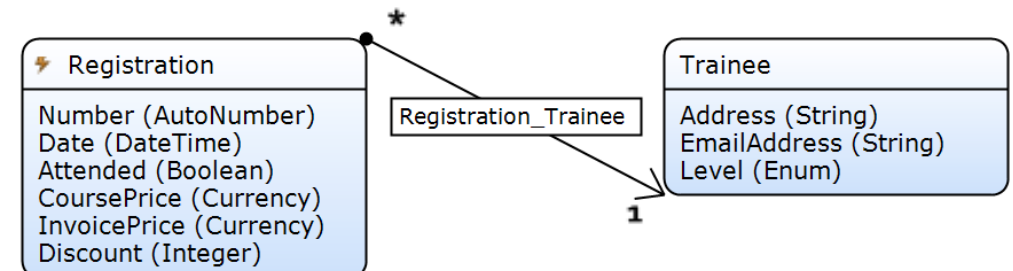 *
Registration
Number (AutoNumber)
Date (DateTime)
Attended (Boolean)
CoursePrice (Currency)
InvoicePrice (Currency)
Discount (Integer)
Registration_Trainee
1
Trainee
Address (String)
EmailAddress (String)
Level (Enum)